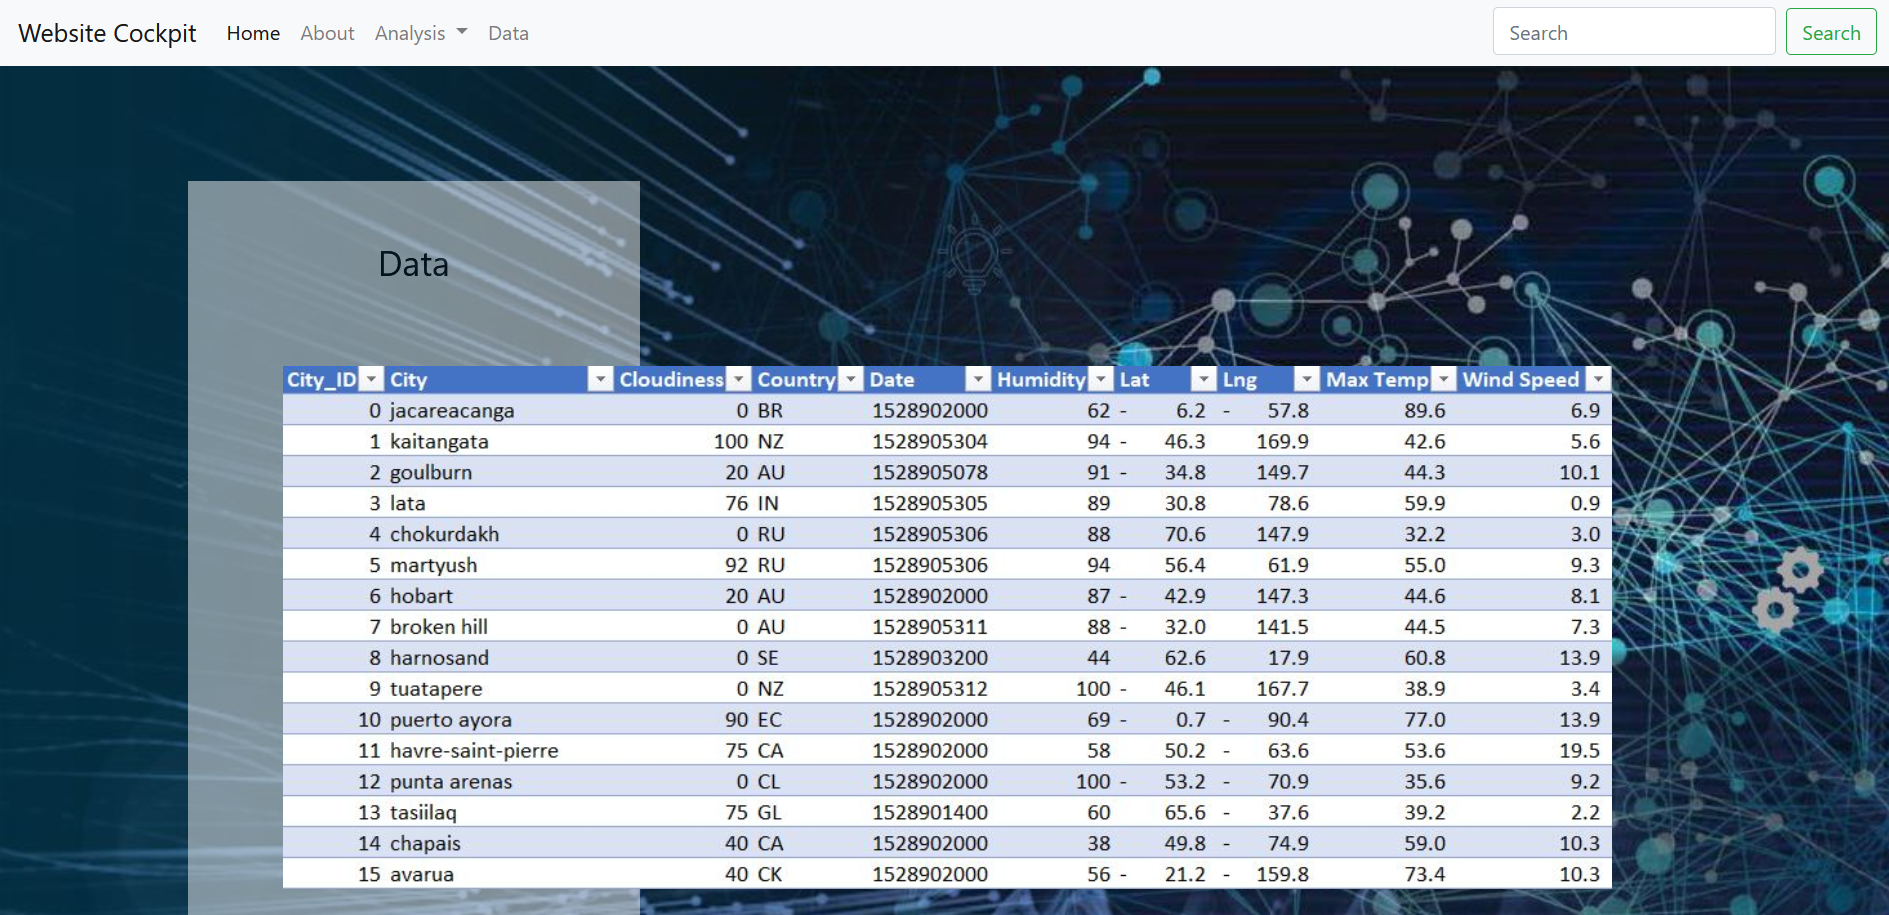 Website Cockpit Home About Analysis Data Search Search
Data
City_ID City Cloudiness Country Date Humidity Lat Lng Max Temp Wind Speed
0 jacareacanga 0 BR 1528902000 62 - 6.2 - 57.8 89.6 6.9
1 kaitangata 100 NZ 1528905304 94 - 46.3 169.9 42.6 5.6
2 goulburn 20 AU 1528905078 91 - 34.8 149.7 44.3 10.1
3 lata 76 IN 1528905305 89 30.8 78.6 59.9 0.9
4 chokurdakh 0 RU 1528905306 88 70.6 147.9 32.2 3.0
5 martyush 92 RU 1528905306 94 56.4 61.9 55.0 9.3
6 hobart 20 AU 1528902000 87 - 42.9 147.3 44.6 8.1
7 broken hill 0 AU 1528905311 88 - 32.0 141.5 44.5 7.3
8 harnosand 0 SE 1528903200 44 62.6 17.9 60.8 13.9
9 tuatapere 0 NZ 1528905312 100 - 46.1 167.7 38.9 3.4
10 puerto ayora 90 EC 1528902000 69 - 0.7 - 90.4 77.0 13.9
11 havre-saint-pierre 75 CA 1528902000 58 50.2 - 63.6 53.6 19.5
12 punta arenas 0 CL 1528902000 100 - 53.2 - 70.9 35.6 9.2
13 tasiilaq 75 GL 1528901400 60 65.6 - 37.6 39.2 2.2
14 chapais 40 CA 1528902000 38 49.8 - 74.9 59.0 10.3
15 avarua 40 CK 1528902000 56 - 21.2 - 159.8 73.4 10.3